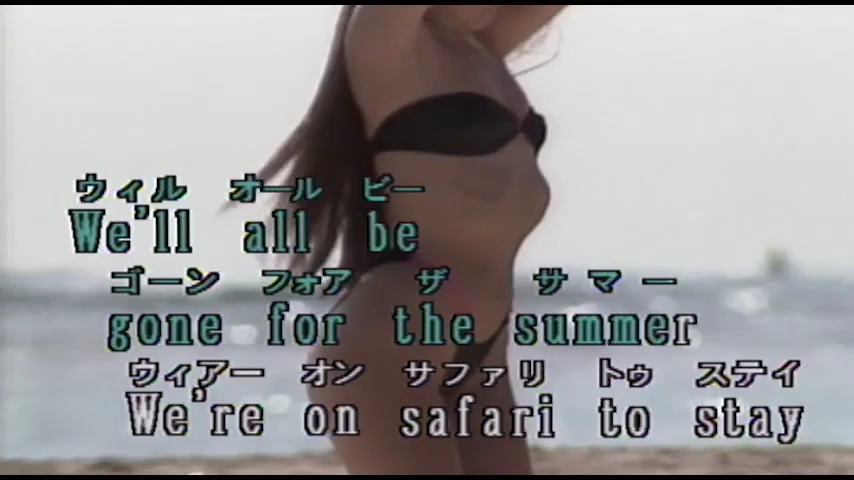 ウィル オール ビー
We'll all be
ゴーン フォア ザ サマー
gone for the summer
ウィアー オン サファリ トゥ ステイ
We're on safari to stay